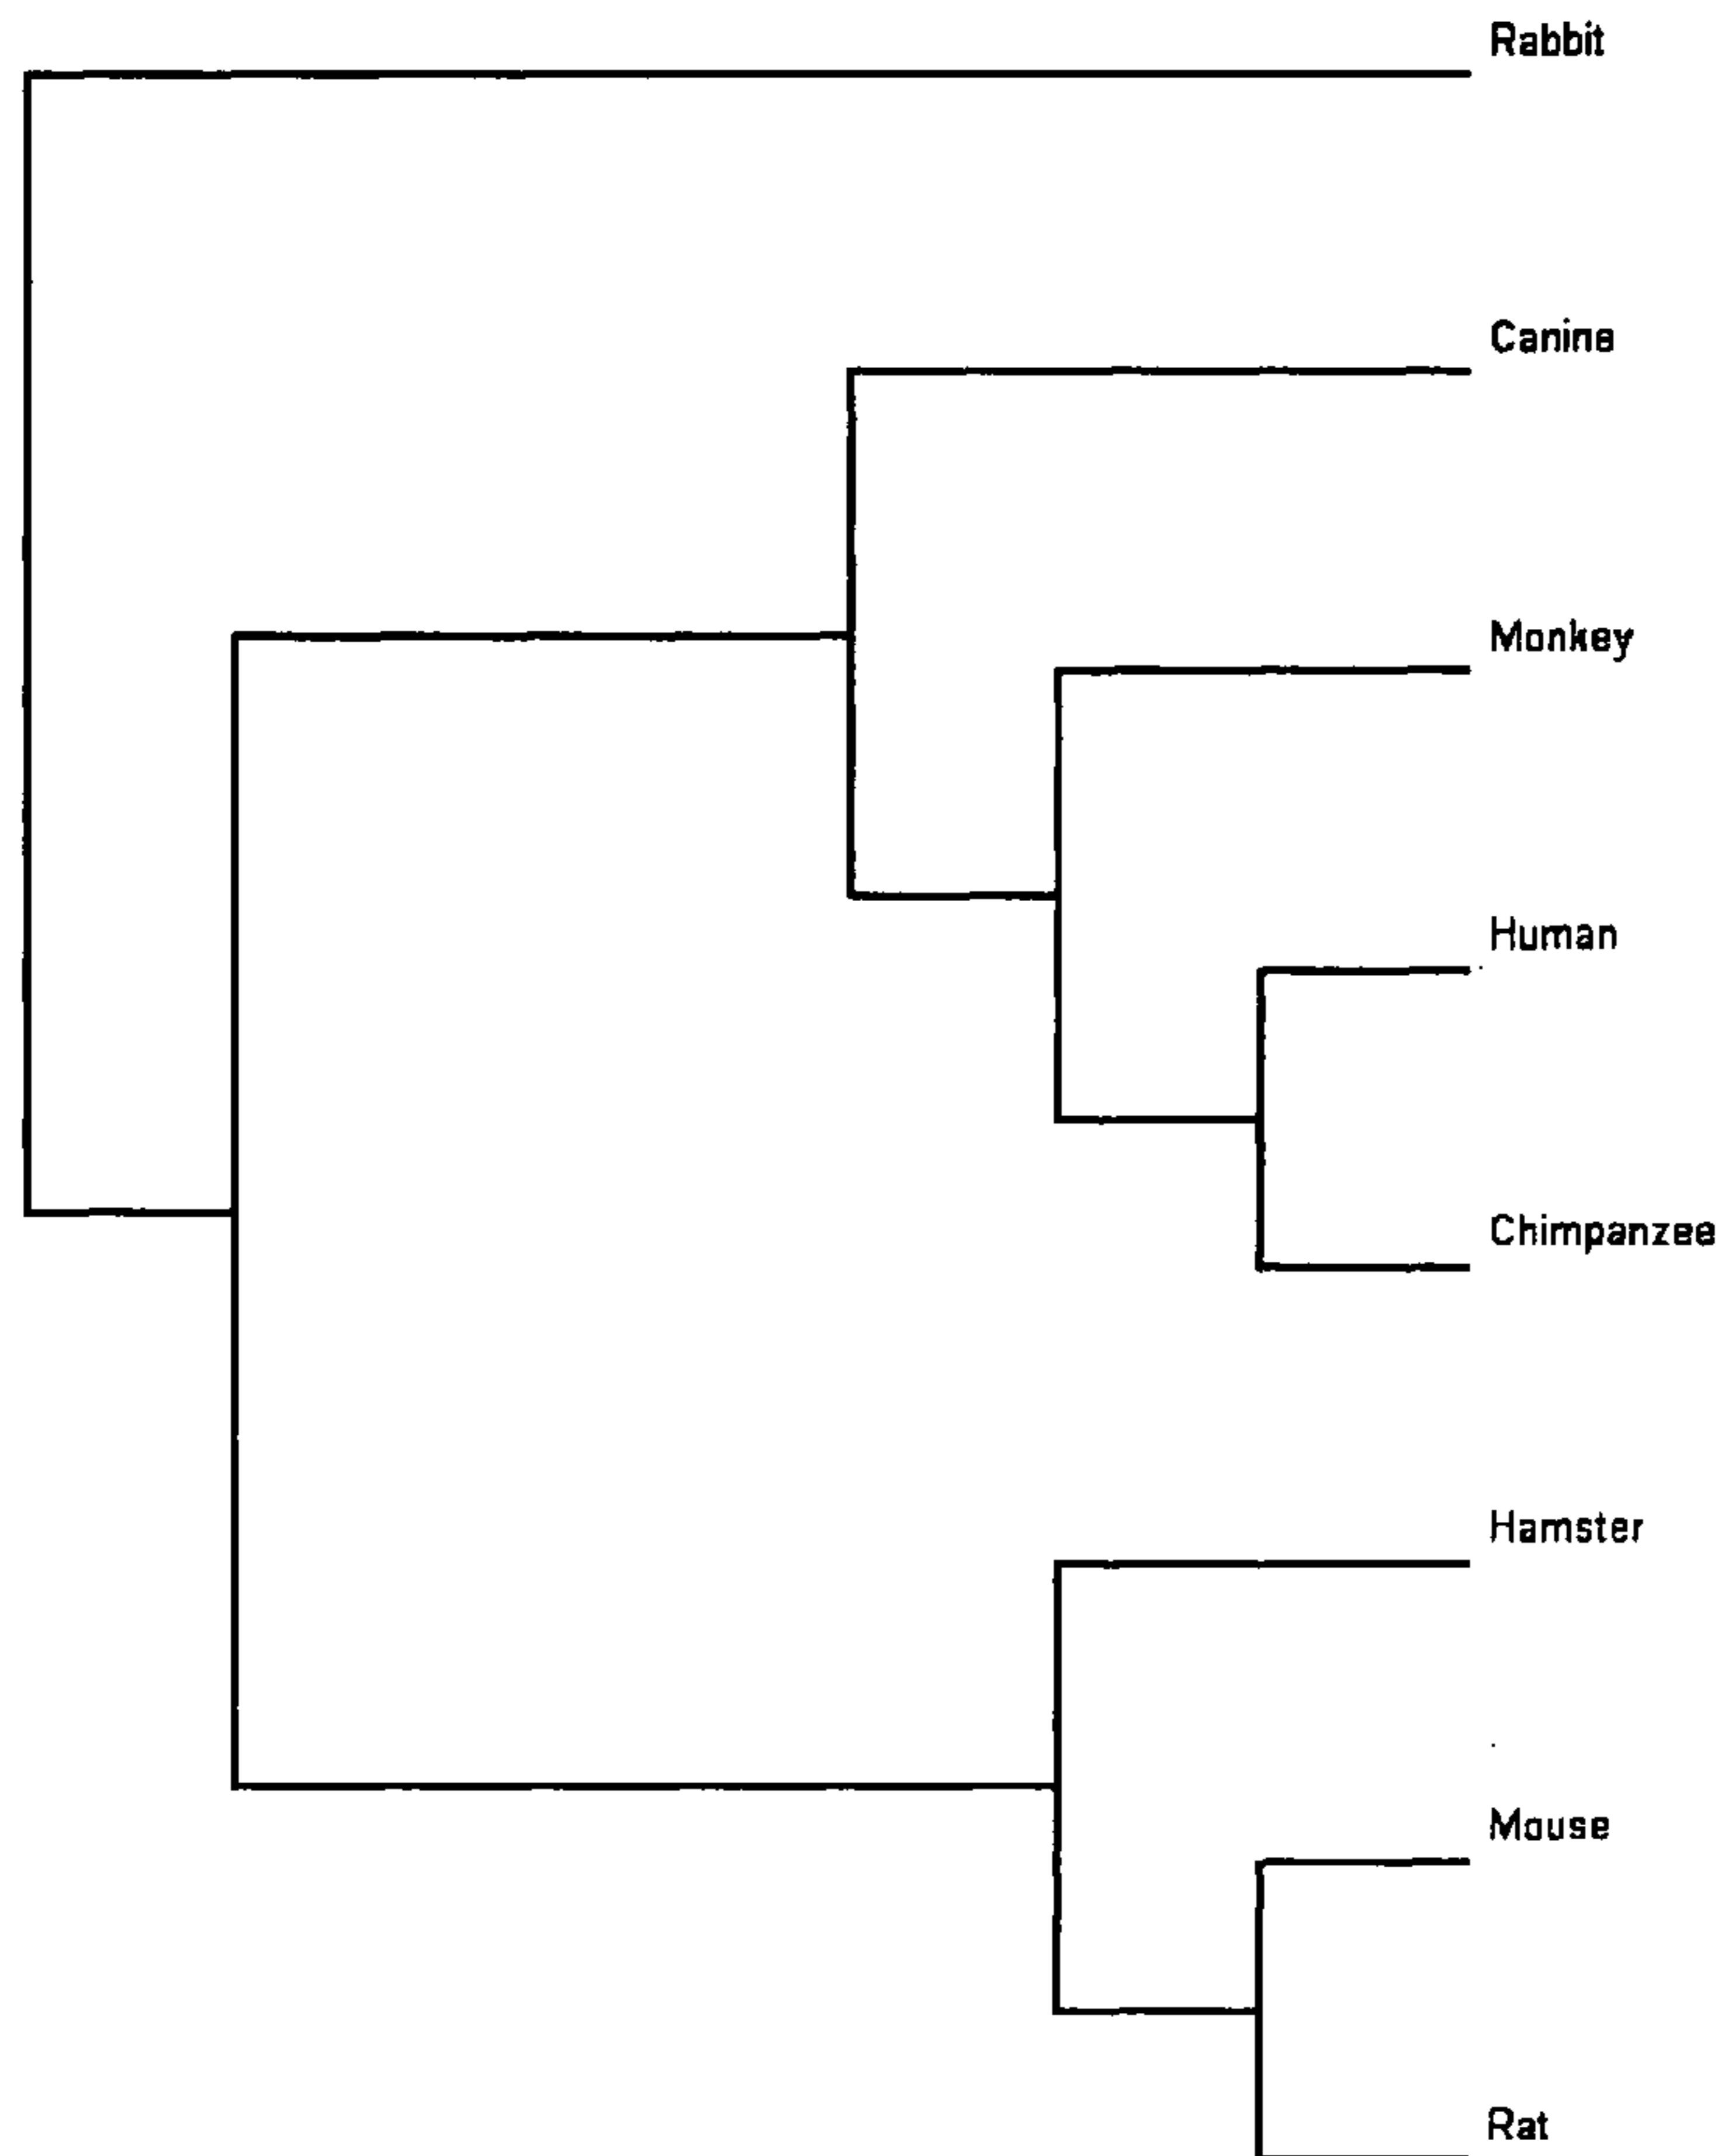 Rabbit
Canine
Monkey
Human
Chimpanzee
Hamster
Mouse
Rat